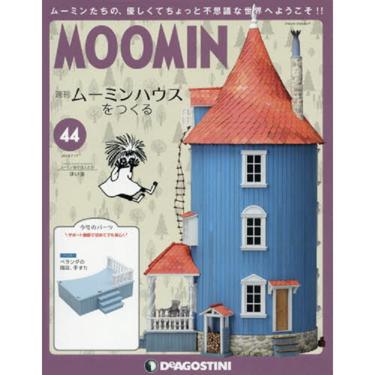 ムーミンたちの、優しくてちょっと不思議な世界へようこそ!!
MOOMIN
週刊
ムーミンハウス
をつくる
44
今号のパーツ
ベランダの
階段、手すり
DeAGOSTINI